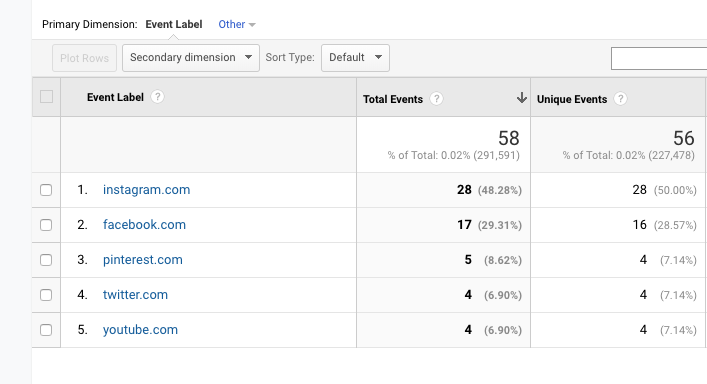 Primary Dimension: Event Label Other
Plot Rows Secondary dimension Sort Type: Default
Event Label ? Total Events ? Unique Events ?
58 56
% of Total: 0.02% (291,591) % of Total: 0.02% (227,478)
1. instagram.com 28 (48.28%) 28 (50.00%)
2. facebook.com 17 (29.31%) 16 (28.57%)
3. pinterest.com 5 (8.62%) 4 (7.14%)
4. twitter.com 4 (6.90%) 4 (7.14%)
5. youtube.com 4 (6.90%) 4 (7.14%)